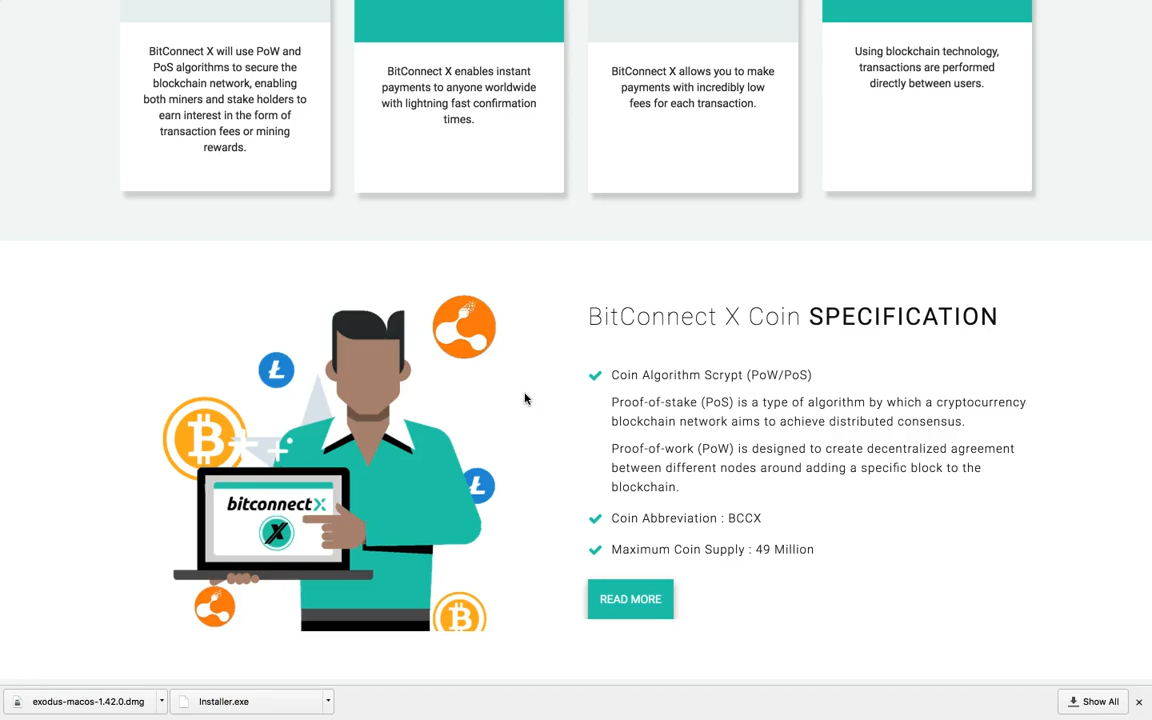 BitConnect X will use PoW and
PoS algorithms to secure the
blockchain network, enabling
both miners and stake holders to
earn interest in the form of
transaction fees or mining
rewards.
BitConnect X enables instant
payments to anyone worldwide
with lightning fast confirmation
times.
BitConnect X allows you to make
payments with incredibly low
fees for each transaction.
Using blockchain technology,
transactions are performed
directly between users.
bitconnectX
BitConnect X Coin SPECIFICATION
Coin Algorithm Scrypt (PoW/PoS)
Proof-of-stake (PoS) is a type of algorithm by which a cryptocurrency
blockchain network aims to achieve distributed consensus.
Proof-of-work (PoW) is designed to create decentralized agreement
between different nodes around adding a specific block to the
blockchain.
Coin Abbreviation : BCCX
Maximum Coin Supply : 49 Million
READ MORE
exodus-macos-1.42.0.dmg
Installer.exe
Show All